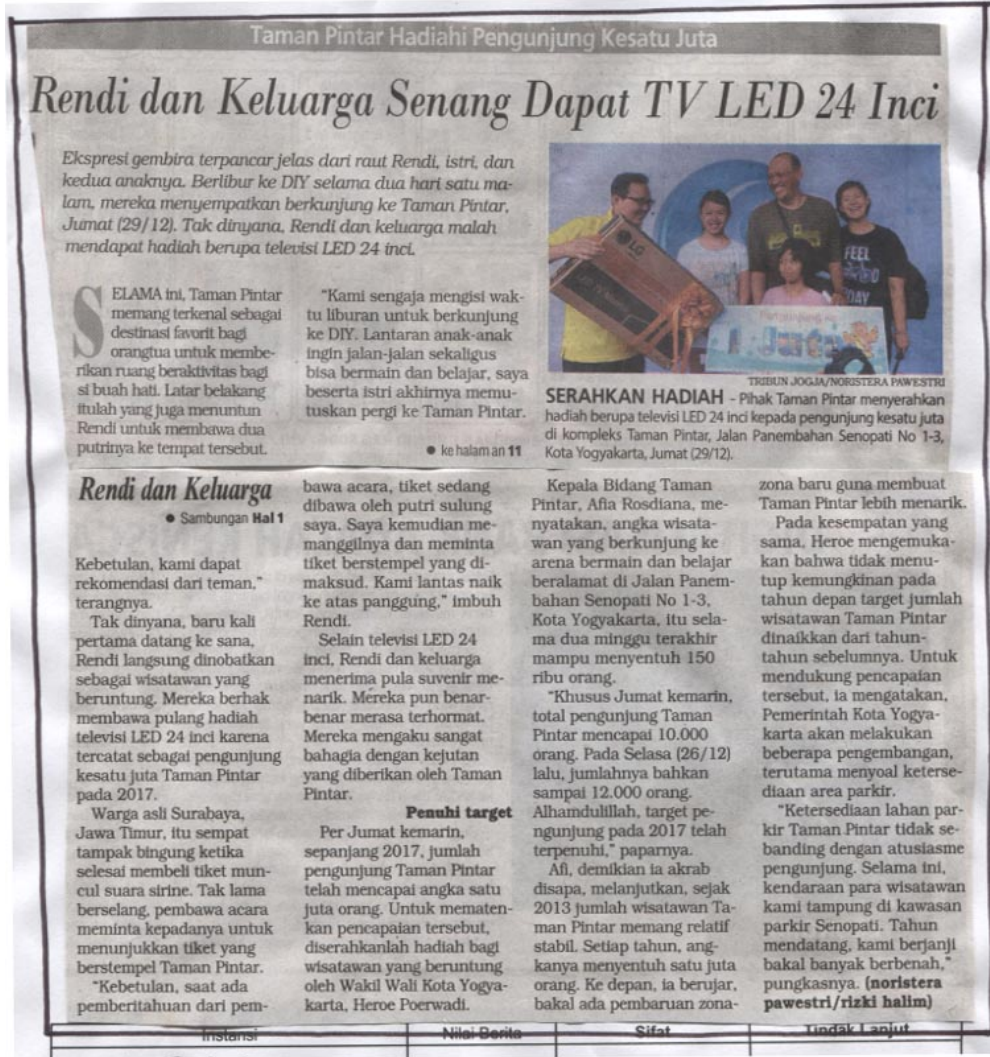 Taman Pintar Hadiahi Pengunjung Kesatu Juta
Rendi dan Keluarga Senang Dapat TV LED 24 Inci
Ekspresi gembira terpancar jelas dari raut Rendi, istri, dan
kedua anaknya. Berlibur ke DIY selama dua hari satu ma-
lam, mereka menyempatkan berkunjung ke Taman Pintar,
Jumat (29/12). Tak dinyana, Rendi dan keluarga malah
mendapat hadiah berupa televisi LED 24 inci.
SELAMA ini, Taman Pintar
memang terkenal sebagai
destinasi favorit bagi
orangtua untuk membe-
rikan ruang beraktivitas bagi
si buah hati. Latar belakang
itulah yang juga menuntun
Rendi untuk membawa dua
putrinya ke tempat tersebut.
"Kami sengaja mengisi wak-
tu liburan untuk berkunjung
ke DIY. Lantaran anak-anak
ingin jalan-jalan sekaligus
bisa bermain dan belajar, saya
beserta istri akhirnya memu-
tuskan pergi ke Taman Pintar.
● ke halaman 11
LG
FEEL
DAY
1 Juta
TRIBUN JOGJA/NORISTERA PAWESTRI
SERAHKAN HADIAH - Pihak Taman Pintar menyerahkan
hadiah berupa televisi LED 24 inci kepada pengunjung kesatu juta
di kompleks Taman Pintar, Jalan Panembahan Senopati No 1-3,
Kota Yogyakarta, Jumat (29/12).
Rendi dan Keluarga
● Sambungan Hal 1
Kebetulan, kami dapat
rekomendasi dari teman,"
terangnya.
Tak dinyana, baru kali
pertama datang ke sana,
Rendi langsung dinobatkan
sebagai wisatawan yang
beruntung. Mereka berhak
membawa pulang hadiah
televisi LED 24 inci karena
tercatat sebagai pengunjung
kesatu juta Taman Pintar
pada 2017.
Warga asli Surabaya,
Jawa Timur, itu sempat
tampak bingung ketika
selesai membeli tiket mun-
cul suara sirine. Tak lama
berselang, pembawa acara
meminta kepadanya untuk
menunjukkan tiket yang
berstempel Taman Pintar.
"Kebetulan, saat ada
pemberitahuan dari pem-
bawa acara, tiket sedang
dibawa oleh putri sulung
saya. Saya kemudian me-
manggilnya dan meminta
tiket berstempel yang di-
maksud. Kami lantas naik
ke atas panggung," imbuh
Rendi.
Selain televisi LED 24
inci, Rendi dan keluarga
menerima pula suvenir me-
narik. Mereka pun benar-
benar merasa terhormat.
Mereka mengaku sangat
bahagia dengan kejutan
yang diberikan oleh Taman
Pintar.
Penuhi target
Per Jumat kemarin,
sepanjang 2017, jumlah
pengunjung Taman Pintar
telah mencapai angka satu
juta orang. Untuk mematen-
kan pencapaian tersebut,
diserahkanlah hadiah bagi
wisatawan yang beruntung
oleh Wakil Wali Kota Yogya-
karta, Heroe Poerwadi.
Kepala Bidang Taman
Pintar, Afia Rosdiana, me-
nyatakan, angka wisata-
wan yang berkunjung ke
arena bermain dan belajar
beralamat di Jalan Panem-
bahan Senopati No 1-3,
Kota Yogyakarta, itu sela-
ma dua minggu terakhir
mampu menyentuh 150
ribu orang.
"Khusus Jumat kemarin,
total pengunjung Taman
Pintar mencapai 10.000
orang. Pada Selasa (26/12)
lalu, jumlahnya bahkan
sampai 12.000 orang.
Alhamdulillah, target pe-
ngunjung pada 2017 telah
terpenuhi," paparnya.
Afi, demikian ia akrab
disapa, melanjutkan, sejak
2013 jumlah wisatawan Ta-
man Pintar memang relatif
stabil. Setiap tahun, ang-
kanya menyentuh satu juta
orang. Ke depan, ia berujar,
bakal ada pembaruan zona-
zona baru guna membuat
Taman Pintar lebih menarik.
Pada kesempatan yang
sama, Heroe mengemuka-
kan bahwa tidak menu-
tup kemungkinan pada
tahun depan target jumlah
wisatawan Taman Pintar
dinaikkan dari tahun-
tahun sebelumnya. Untuk
mendukung pencapaian
tersebut, ia mengatakan,
Pemerintah Kota Yogya-
karta akan melakukan
beberapa pengembangan,
terutama menyoal keterse-
diaan area parkir.
"Ketersediaan lahan par-
kir Taman Pintar tidak se-
banding dengan atusiasme
pengunjung. Selama ini,
kendaraan para wisatawan
kami tampung di kawasan
parkir Senopati. Tahun
mendatang, kami berjanji
bakal banyak berbenah,"
pungkasnya. (noristera
pawestri/rizki halim)
Instansi Nilai Berita Sifat Tindak Lanjut